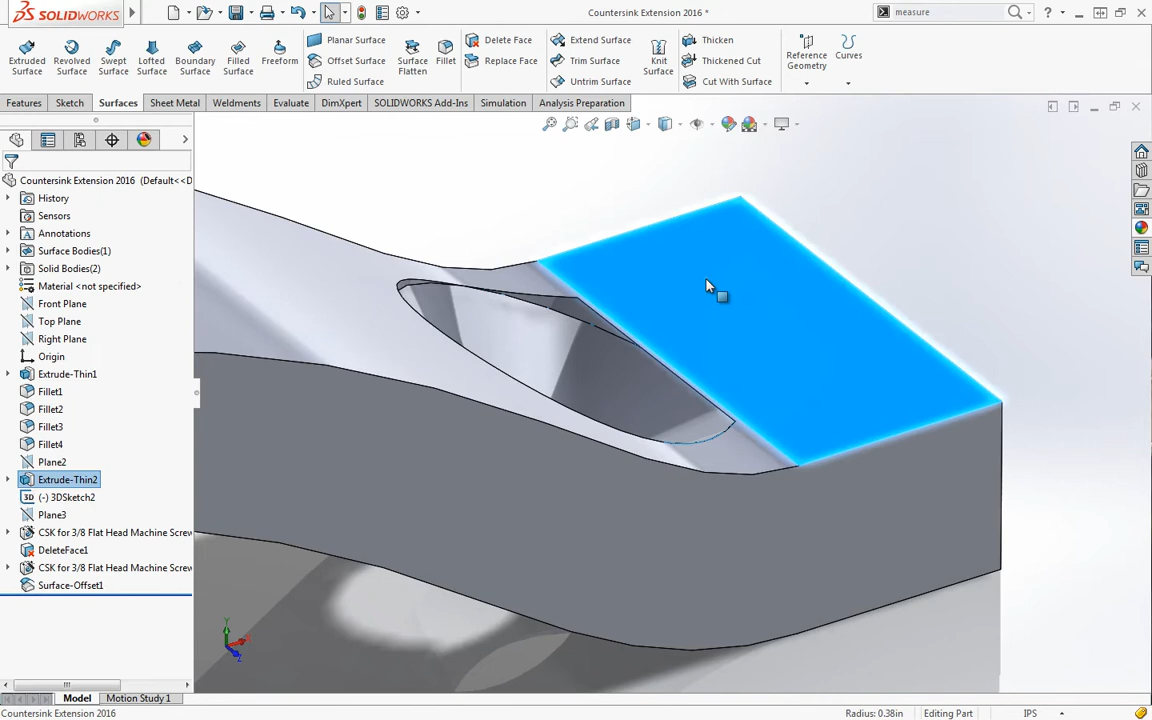 SOLIDWORKS
Countersink Extension 2016 *
measure
Extruded Surface
Revolved Surface
Swept Surface
Lofted Surface
Boundary Surface
Filled Surface
Freeform
Planar Surface
Offset Surface
Ruled Surface
Surface Flatten
Fillet
Delete Face
Replace Face
Extend Surface
Trim Surface
Untrim Surface
Knit Surface
Thicken
Thickened Cut
Cut With Surface
Reference Geometry
Curves
Features Sketch Surfaces Sheet Metal Weldments Evaluate DimXpert SOLIDWORKS Add-Ins Simulation Analysis Preparation
Countersink Extension 2016 (Default<<D
History
Sensors
Annotations
Surface Bodies(1)
Solid Bodies(2)
Material <not specified>
Front Plane
Top Plane
Right Plane
Origin
Extrude-Thin1
Fillet1
Fillet2
Fillet3
Fillet4
Plane2
Extrude-Thin2
(-) 3DSketch2
Plane3
CSK for 3/8 Flat Head Machine Screw
DeleteFace1
CSK for 3/8 Flat Head Machine Screw
Surface-Offset1
Y
Z
Model Motion Study 1
Countersink Extension 2016 Radius: 0.38in Editing Part IPS